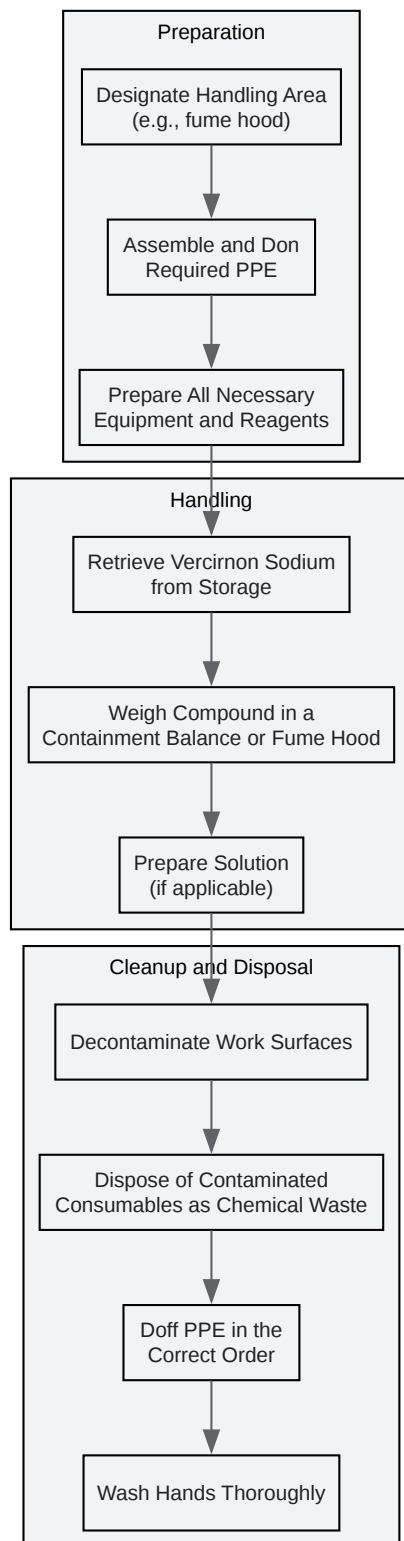 Preparation
Designate Handling Area
(e.g., fume hood)
Assemble and Don
Required PPE
Prepare All Necessary
Equipment and Reagents
Handling
Retrieve Vercirnon Sodium
from Storage
Weigh Compound in a
Containment Balance or Fume Hood
Prepare Solution
(if applicable)
Cleanup and Disposal
Decontaminate Work Surfaces
Dispose of Contaminated
Consumables as Chemical Waste
Doff PPE in the
Correct Order
Wash Hands Thoroughly